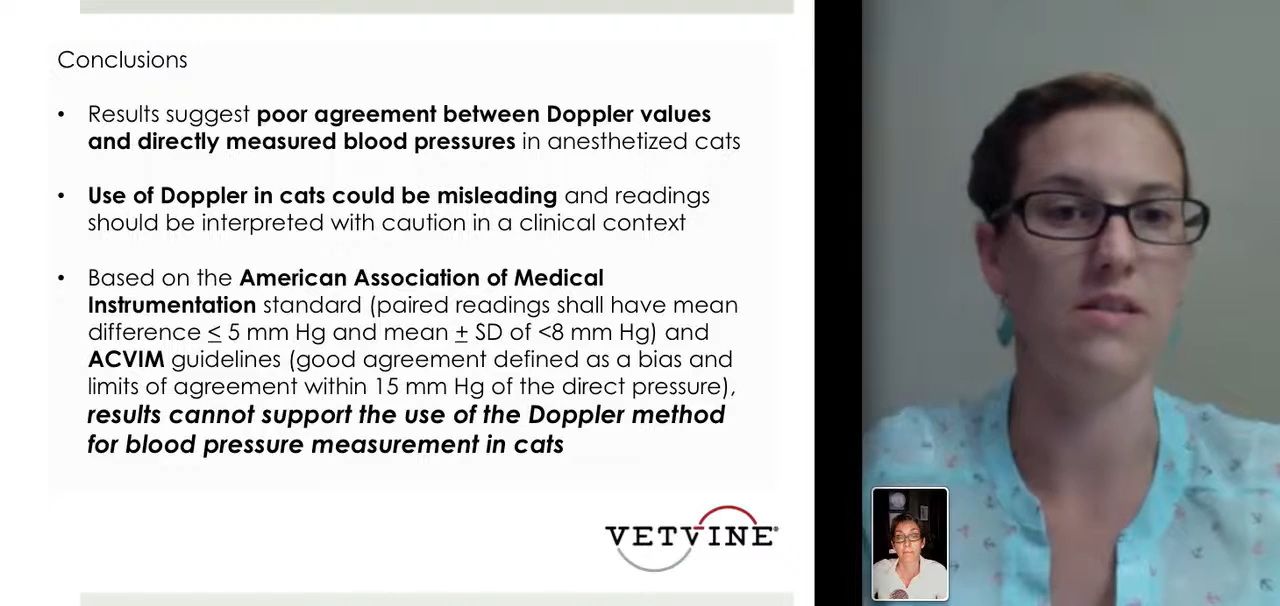 Conclusions
• Results suggest poor agreement between Doppler values
and directly measured blood pressures in anesthetized cats
• Use of Doppler in cats could be misleading and readings
should be interpreted with caution in a clinical context
• Based on the American Association of Medical
Instrumentation standard (paired readings shall have mean
difference ≤ 5 mm Hg and mean ± SD of <8 mm Hg) and
ACVIM guidelines (good agreement defined as a bias and
limits of agreement within 15 mm Hg of the direct pressure),
results cannot support the use of the Doppler method
for blood pressure measurement in cats
VETVINE®